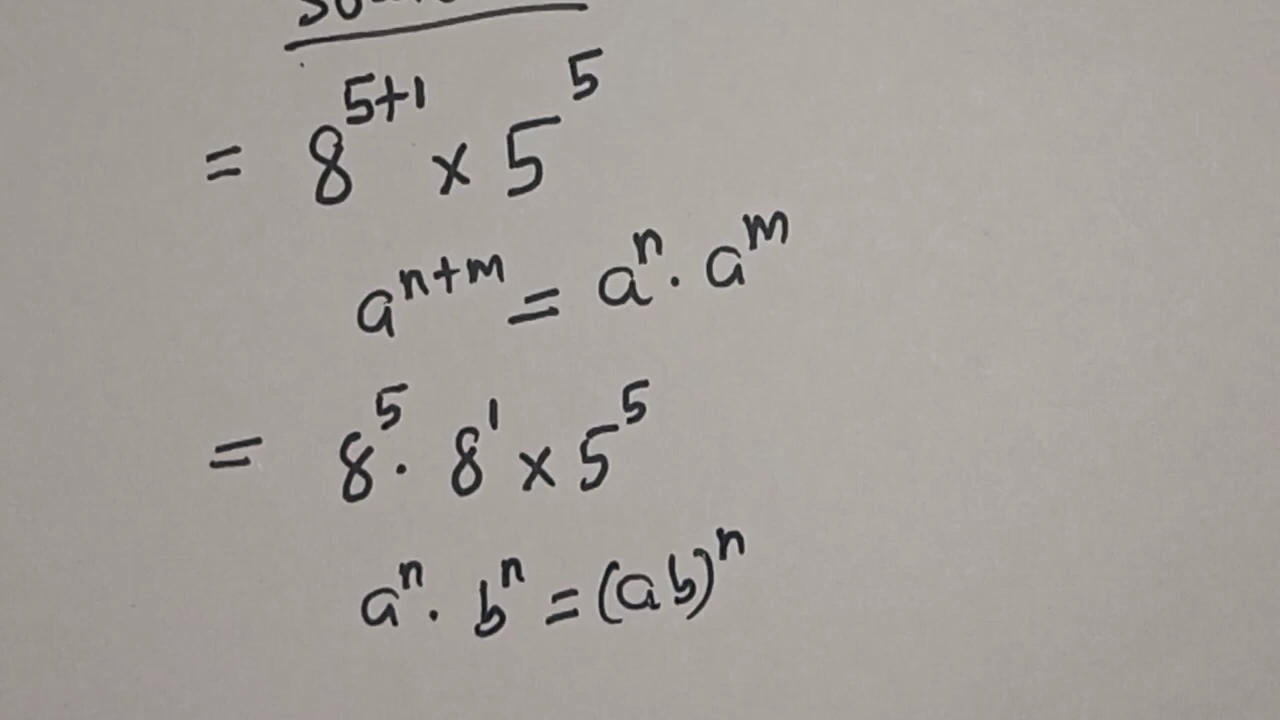 = 8^{5+1} × 5^5
a^{n+m} = a^n . a^m
= 8^5 . 8^1 × 5^5
a^n . b^n = (ab)^n